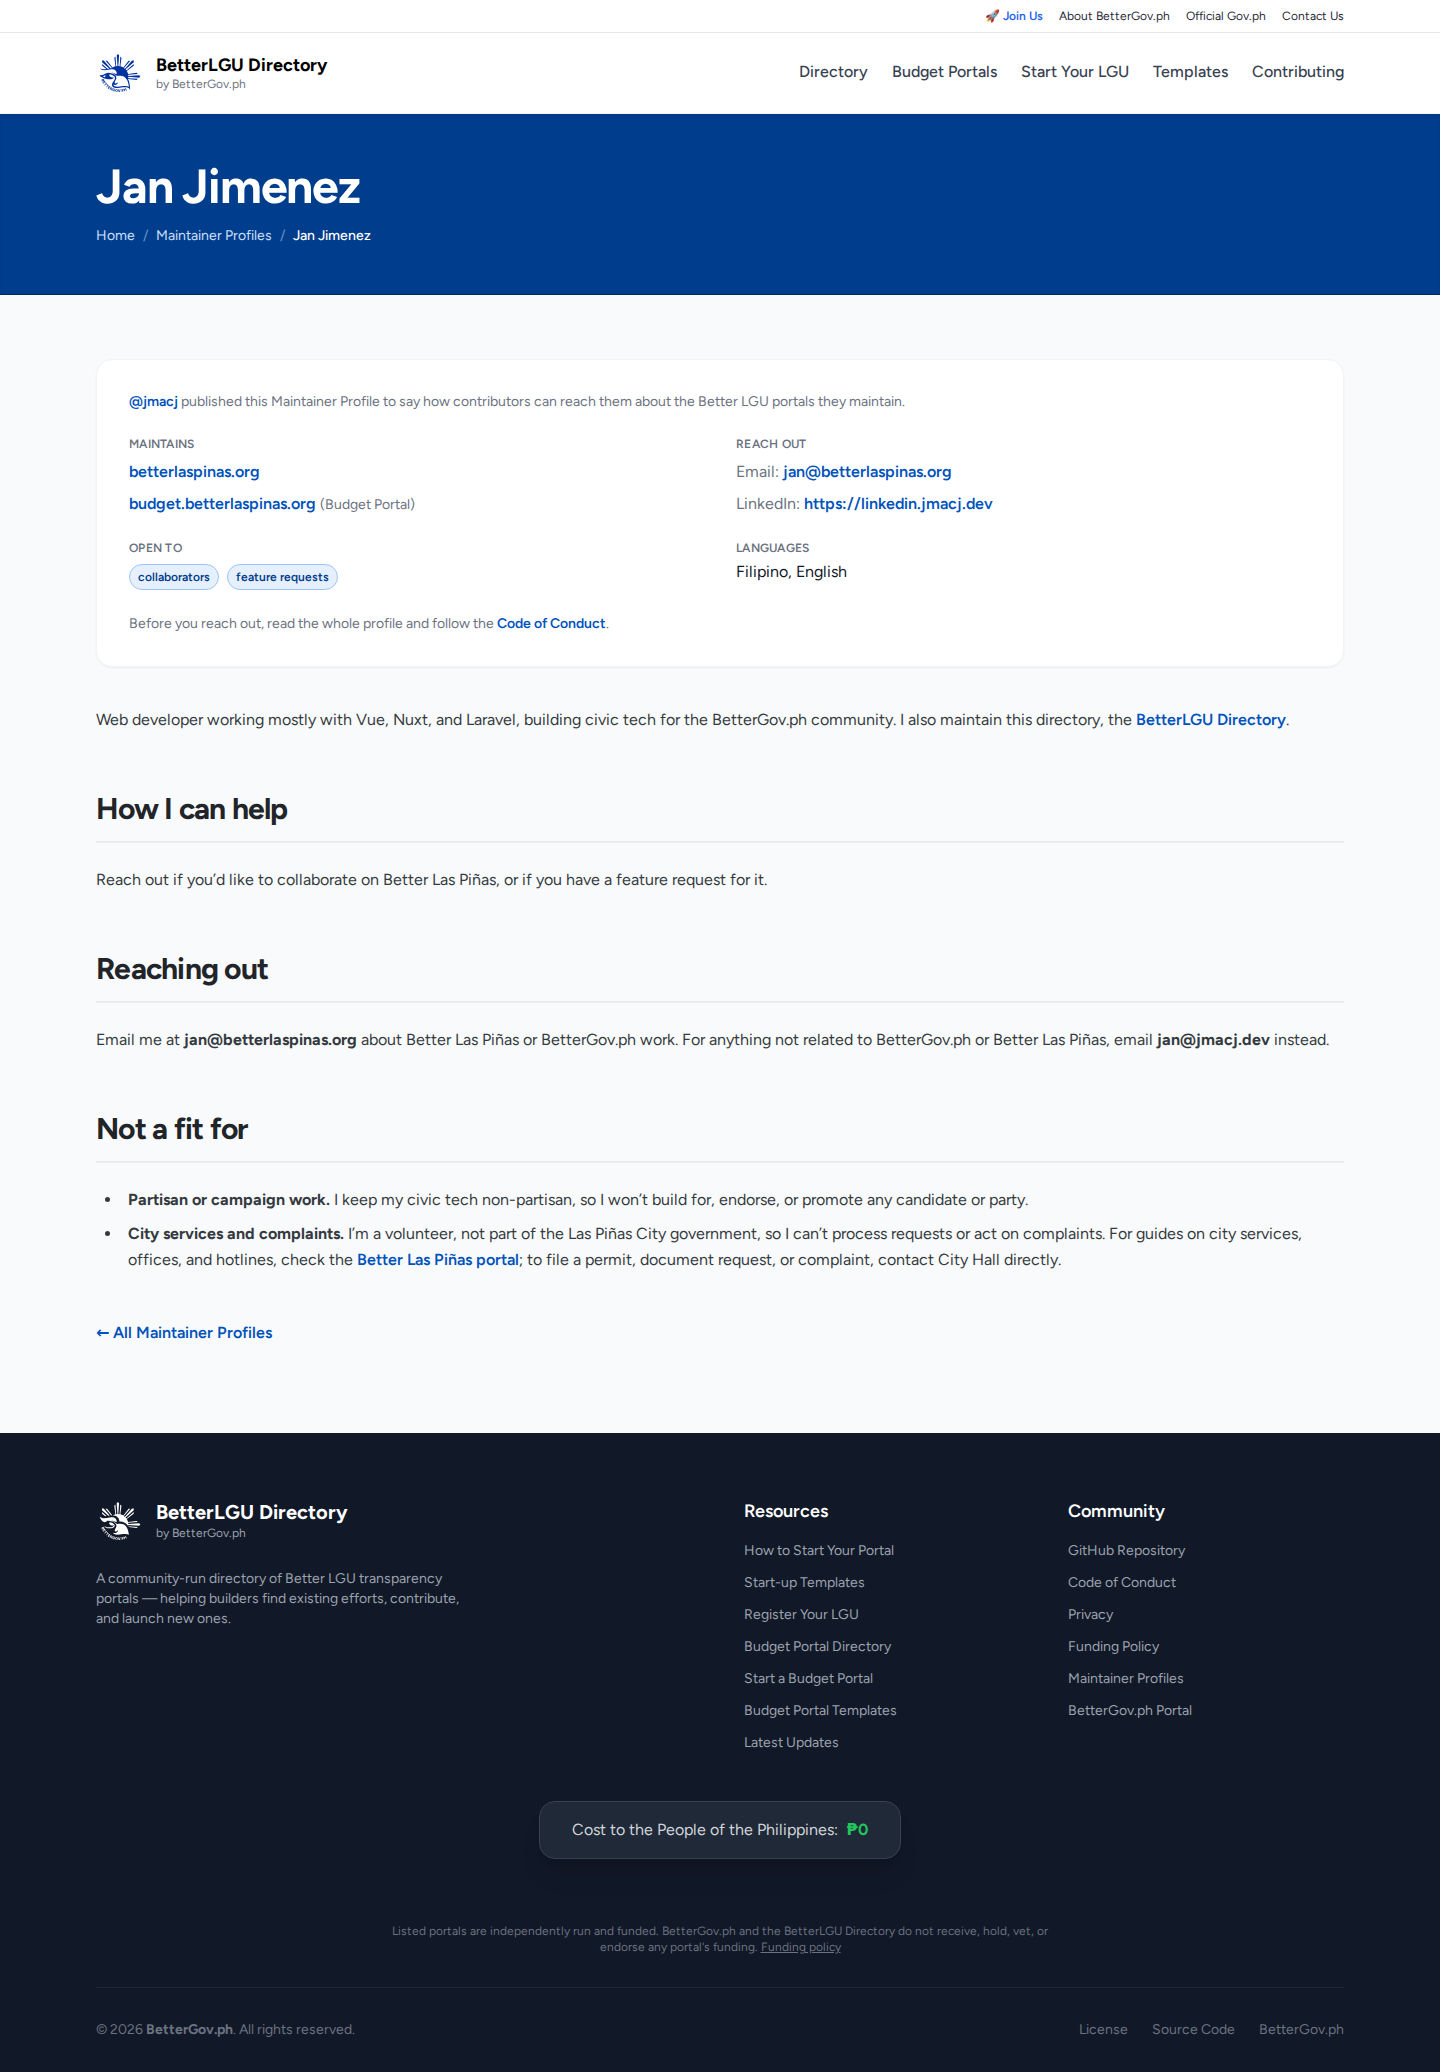 🚀 Join Us About BetterGov.ph Official Gov.ph Contact Us
BetterLGU Directory
by BetterGov.ph
Directory Budget Portals Start Your LGU Templates Contributing
Jan Jimenez
Home / Maintainer Profiles / Jan Jimenez
@jmacj published this Maintainer Profile to say how contributors can reach them about the Better LGU portals they maintain.
MAINTAINS
betterlaspinas.org
budget.betterlaspinas.org (Budget Portal)
REACH OUT
Email: jan@betterlaspinas.org
LinkedIn: https://linkedin.jmacj.dev
OPEN TO
collaborators feature requests
LANGUAGES
Filipino, English
Before you reach out, read the whole profile and follow the Code of Conduct.
Web developer working mostly with Vue, Nuxt, and Laravel, building civic tech for the BetterGov.ph community. I also maintain this directory, the BetterLGU Directory.
How I can help
Reach out if you’d like to collaborate on Better Las Piñas, or if you have a feature request for it.
Reaching out
Email me at jan@betterlaspinas.org about Better Las Piñas or BetterGov.ph work. For anything not related to BetterGov.ph or Better Las Piñas, email jan@jmacj.dev instead.
Not a fit for
• Partisan or campaign work. I keep my civic tech non-partisan, so I won’t build for, endorse, or promote any candidate or party.
• City services and complaints. I’m a volunteer, not part of the Las Piñas City government, so I can’t process requests or act on complaints. For guides on city services,
offices, and hotlines, check the Better Las Piñas portal; to file a permit, document request, or complaint, contact City Hall directly.
← All Maintainer Profiles
BetterLGU Directory
by BetterGov.ph
A community-run directory of Better LGU transparency
portals — helping builders find existing efforts, contribute,
and launch new ones.
Resources
How to Start Your Portal
Start-up Templates
Register Your LGU
Budget Portal Directory
Start a Budget Portal
Budget Portal Templates
Latest Updates
Community
GitHub Repository
Code of Conduct
Privacy
Funding Policy
Maintainer Profiles
BetterGov.ph Portal
Cost to the People of the Philippines: ₱0
Listed portals are independently run and funded. BetterGov.ph and the BetterLGU Directory do not receive, hold, vet, or
endorse any portal's funding. Funding policy
© 2026 BetterGov.ph. All rights reserved.
License Source Code BetterGov.ph